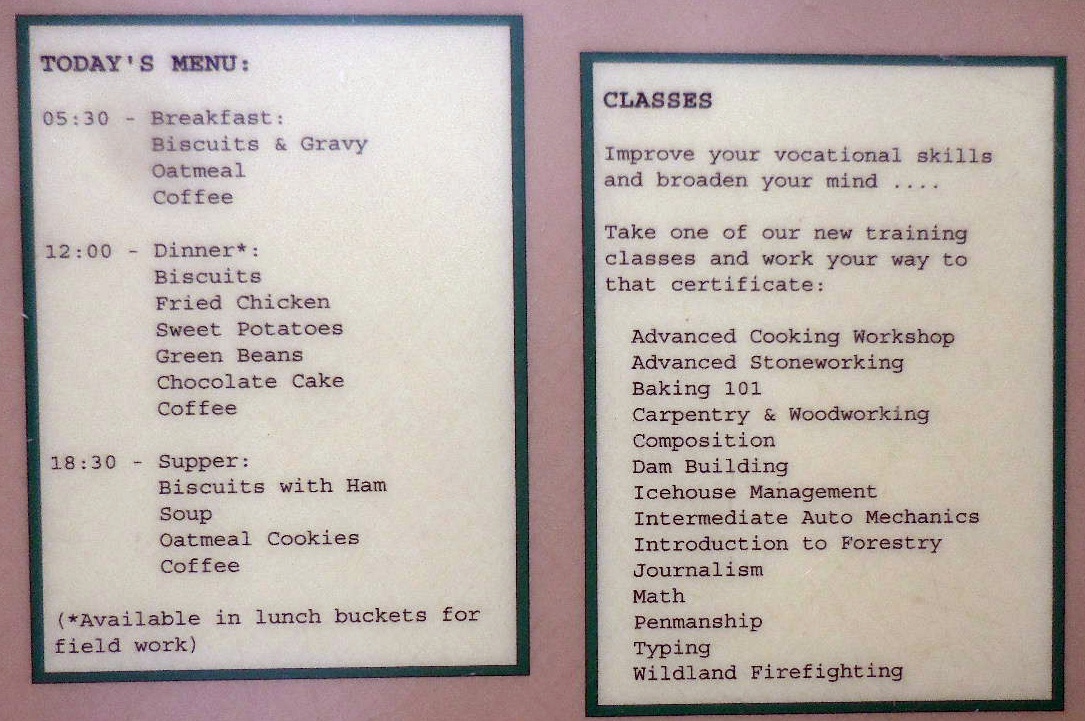 TODAY'S MENU:
05:30 - Breakfast:
Biscuits & Gravy
Oatmeal
Coffee
12:00 - Dinner*:
Biscuits
Fried Chicken
Sweet Potatoes
Green Beans
Chocolate Cake
Coffee
18:30 - Supper:
Biscuits with Ham
Soup
Oatmeal Cookies
Coffee
(*Available in lunch buckets for
field work)
CLASSES
Improve your vocational skills
and broaden your mind ....
Take one of our new training
classes and work your way to
that certificate:
Advanced Cooking Workshop
Advanced Stoneworking
Baking 101
Carpentry & Woodworking
Composition
Dam Building
Icehouse Management
Intermediate Auto Mechanics
Introduction to Forestry
Journalism
Math
Penmanship
Typing
Wildland Firefighting